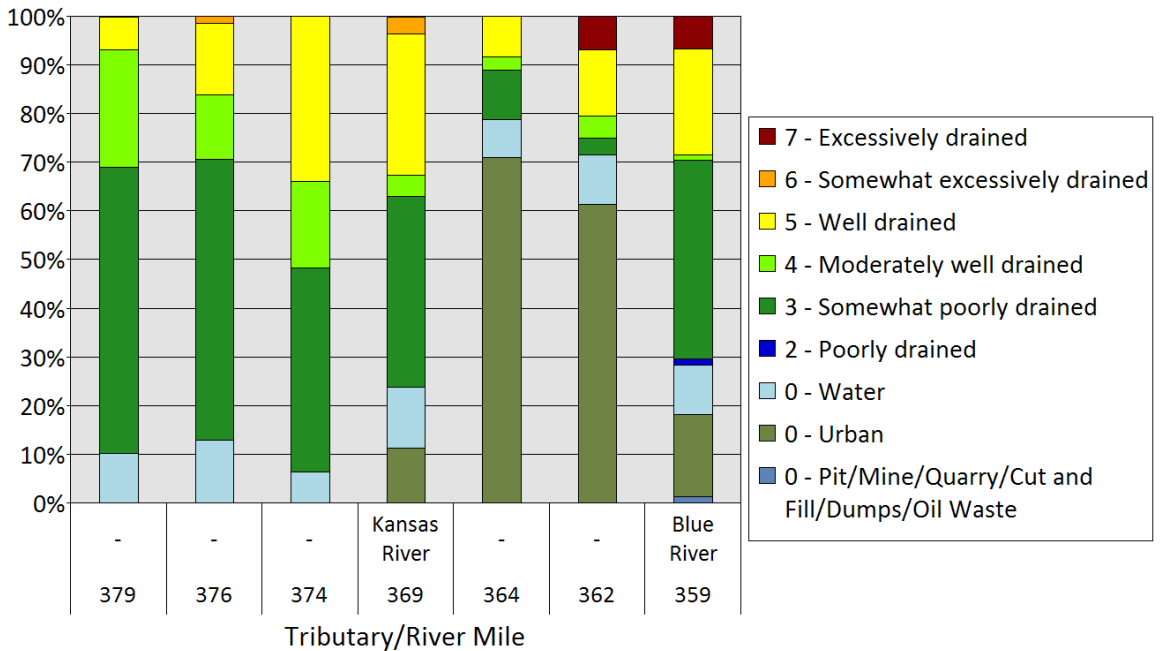 100%
90%
80%
70%
60%
50%
40%
30%
20%
10%
0%
7 - Excessively drained
6 - Somewhat excessively drained
5 - Well drained
4 - Moderately well drained
3 - Somewhat poorly drained
2 - Poorly drained
0 - Water
0 - Urban
0 - Pit/Mine/Quarry/Cut and
Fill/Dumps/Oil Waste
- - - Kansas River - - Blue River
379 376 374 369 364 362 359
Tributary/River Mile